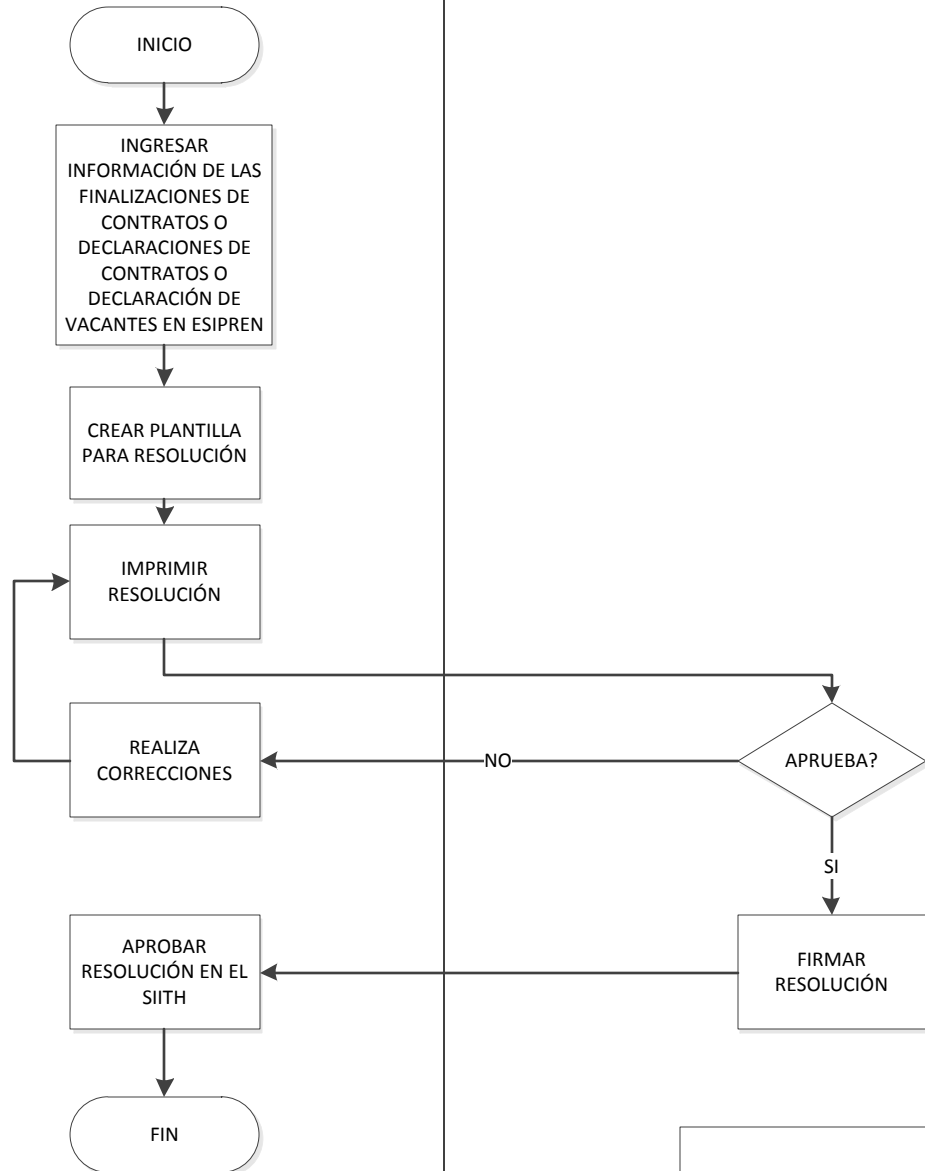 INICIO
INGRESAR
INFORMACIÓN DE LAS
FINALIZACIONES DE
CONTRATOS O
DECLARACIONES DE
CONTRATOS O
DECLARACIÓN DE
VACANTES EN ESIPREN
CREAR PLANTILLA
PARA RESOLUCIÓN
IMPRIMIR
RESOLUCIÓN
REALIZA
CORRECCIONES
NO
APRUEBA?
SI
APROBAR
RESOLUCIÓN EN EL
SIITH
FIRMAR
RESOLUCIÓN
FIN